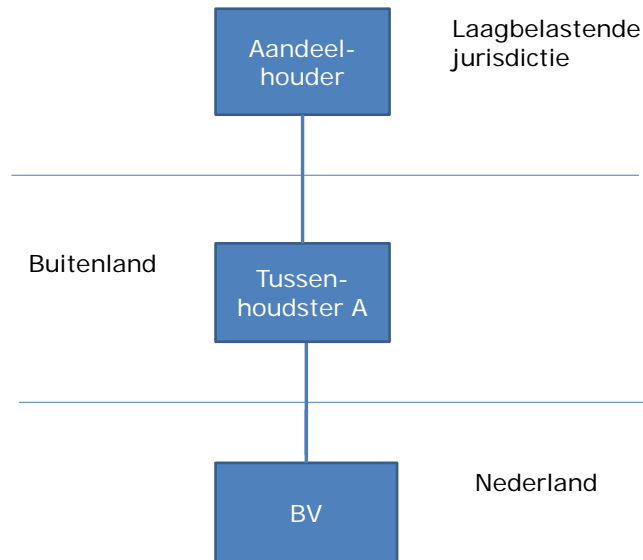 Aandeel-
houder
Laagbelastende
jurisdictie
Buitenland
Tussen-
houdster A
BV
Nederland